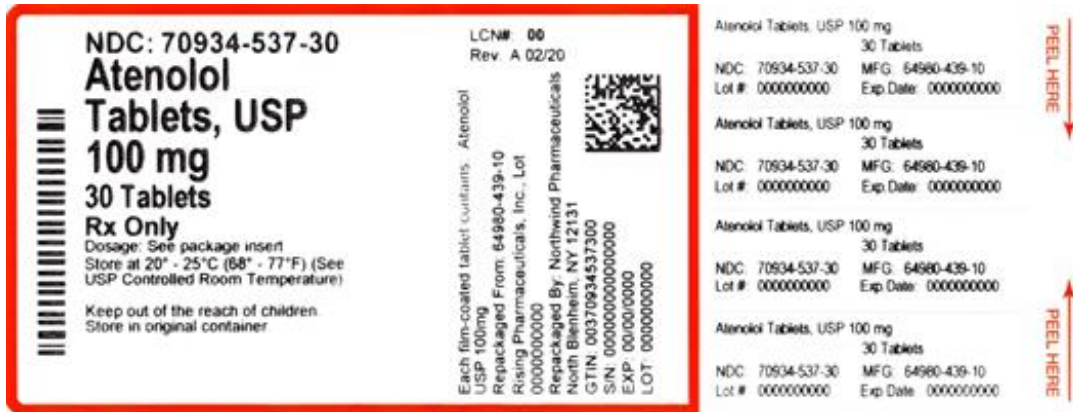 NDC: 70934-537-30
Atenolol
Tablets, USP
100 mg
30 Tablets
Rx Only
Dosage: See package insert
Store at 20° - 25°C (68° - 77°F) (See
USP Controlled Room Temperature)
Keep out of the reach of children
Store in original container
LCN#: 00
Rev. A 02/20
Each film-coated tablet contains Atenolol
USP 100mg
Repackaged From: 64980-439-10
Rising Pharmaceuticals, Inc., Lot
0000000000
Repackaged By: Northwind Pharmaceuticals
North Blenheim, NY 12131
GTIN: 00370934537300
S/N: 00000000000000
EXP: 00/00/0000
LOT: 0000000000
Atenolol Tablets, USP 100 mg
30 Tablets
NDC: 70934-537-30 MFG: 64980-439-10
Lot #: 0000000000 Exp.Date: 0000000000
Atenolol Tablets, USP 100 mg
30 Tablets
NDC: 70934-537-30 MFG: 64980-439-10
Lot #: 0000000000 Exp.Date: 0000000000
Atenolol Tablets, USP 100 mg
30 Tablets
NDC: 70934-537-30 MFG: 64980-439-10
Lot #: 0000000000 Exp.Date: 0000000000
Atenolol Tablets, USP 100 mg
30 Tablets
NDC: 70934-537-30 MFG: 64980-439-10
Lot #: 0000000000 Exp.Date: 0000000000
PEEL HERE
PEEL HERE